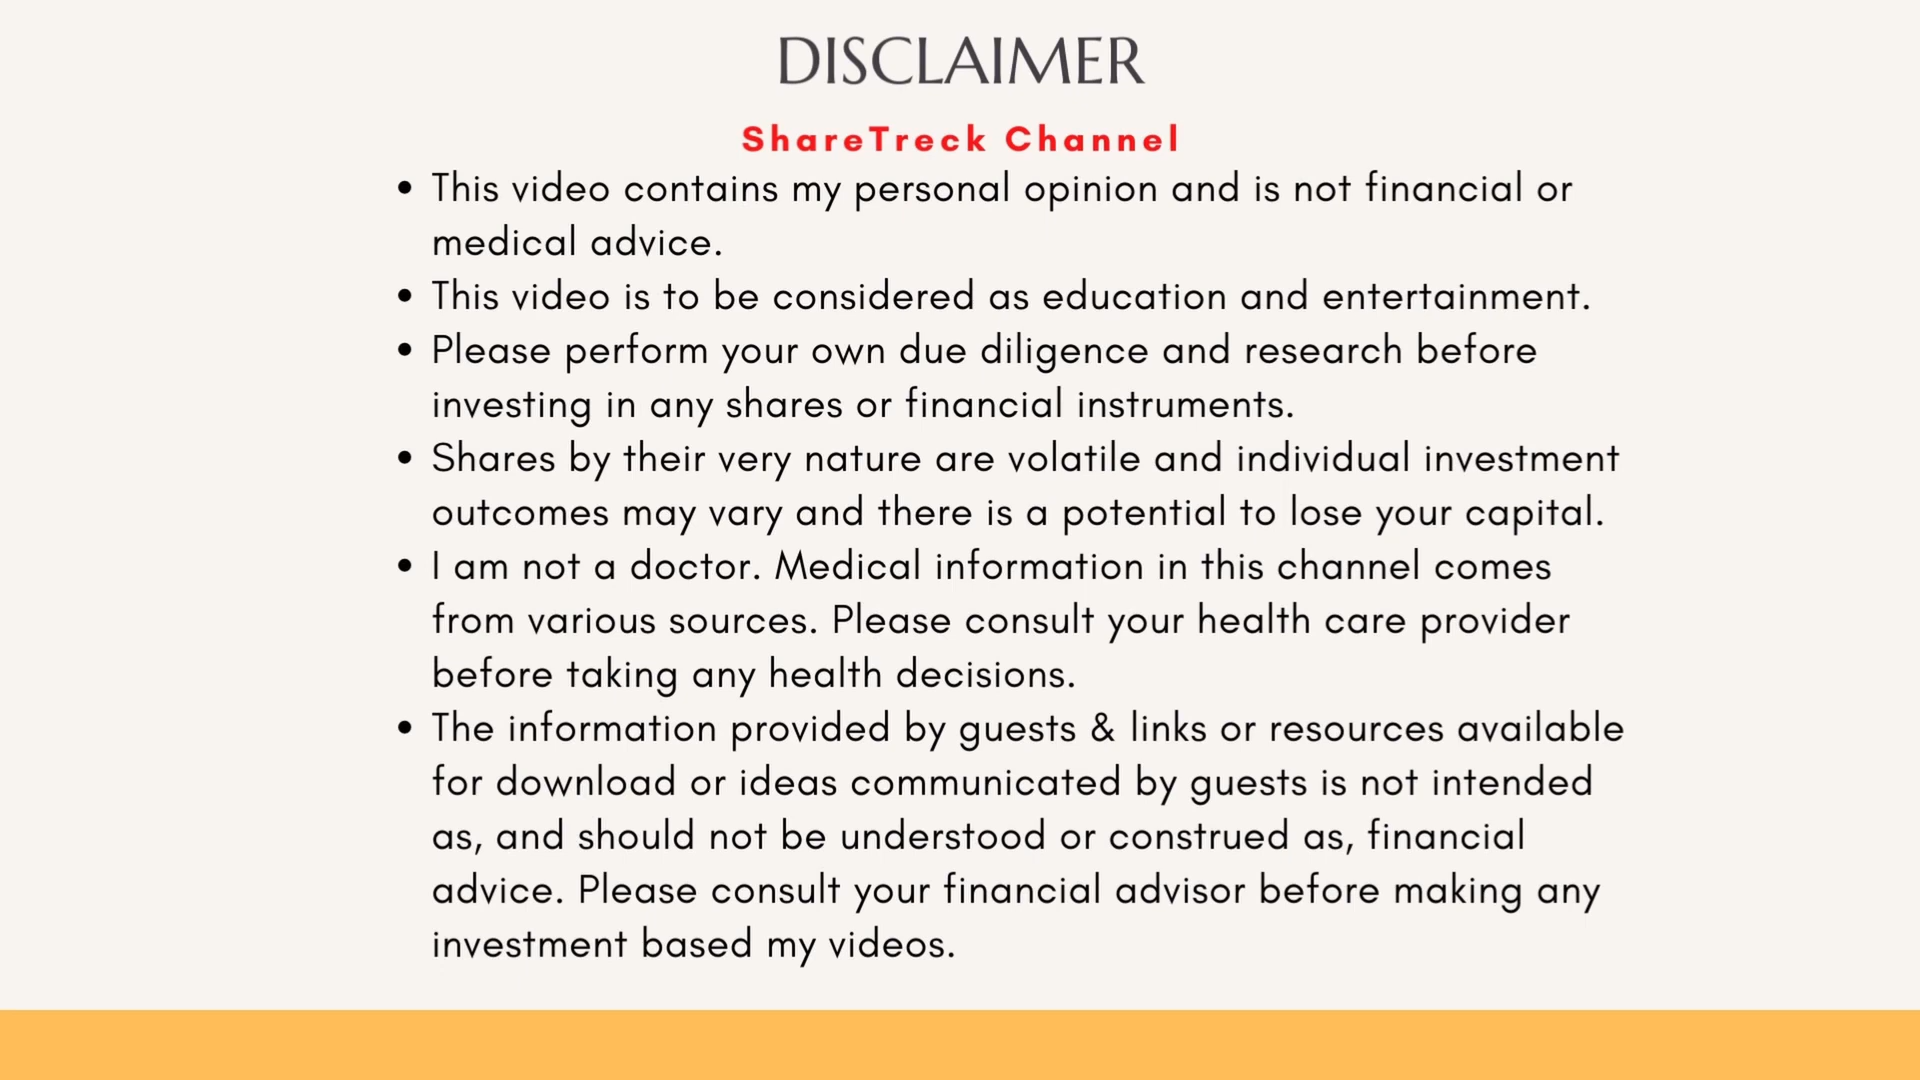 DISCLAIMER
ShareTreck Channel
• This video contains my personal opinion and is not financial or
medical advice.
• This video is to be considered as education and entertainment.
• Please perform your own due diligence and research before
investing in any shares or financial instruments.
• Shares by their very nature are volatile and individual investment
outcomes may vary and there is a potential to lose your capital.
• I am not a doctor. Medical information in this channel comes
from various sources. Please consult your health care provider
before taking any health decisions.
• The information provided by guests & links or resources available
for download or ideas communicated by guests is not intended
as, and should not be understood or construed as, financial
advice. Please consult your financial advisor before making any
investment based my videos.